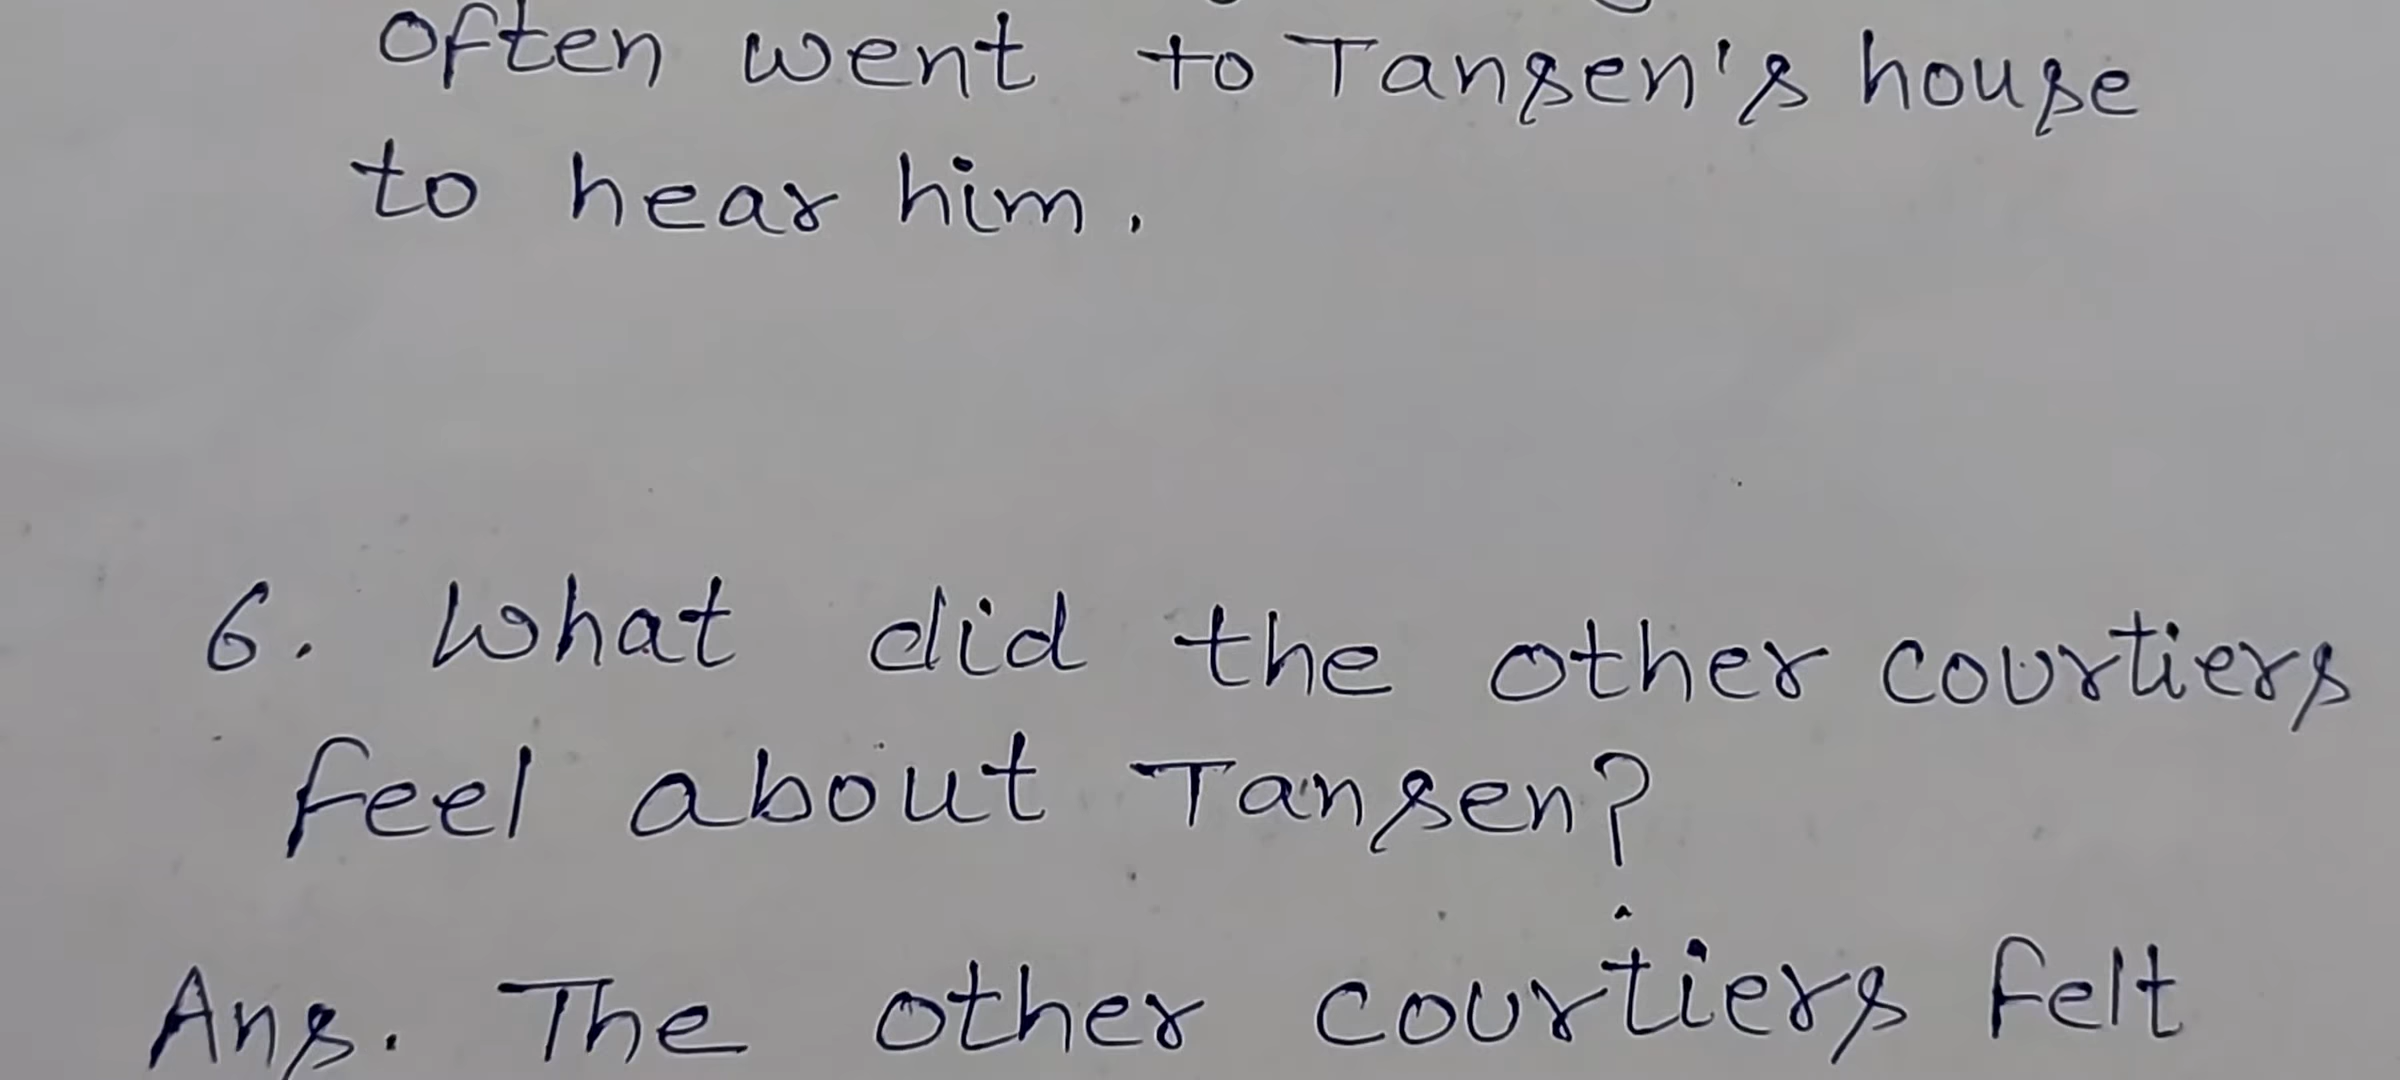 often went to Tansen's house
to hear him.
6. What did the other courtiers
feel about Tansen?
Ans. The other courtiers felt